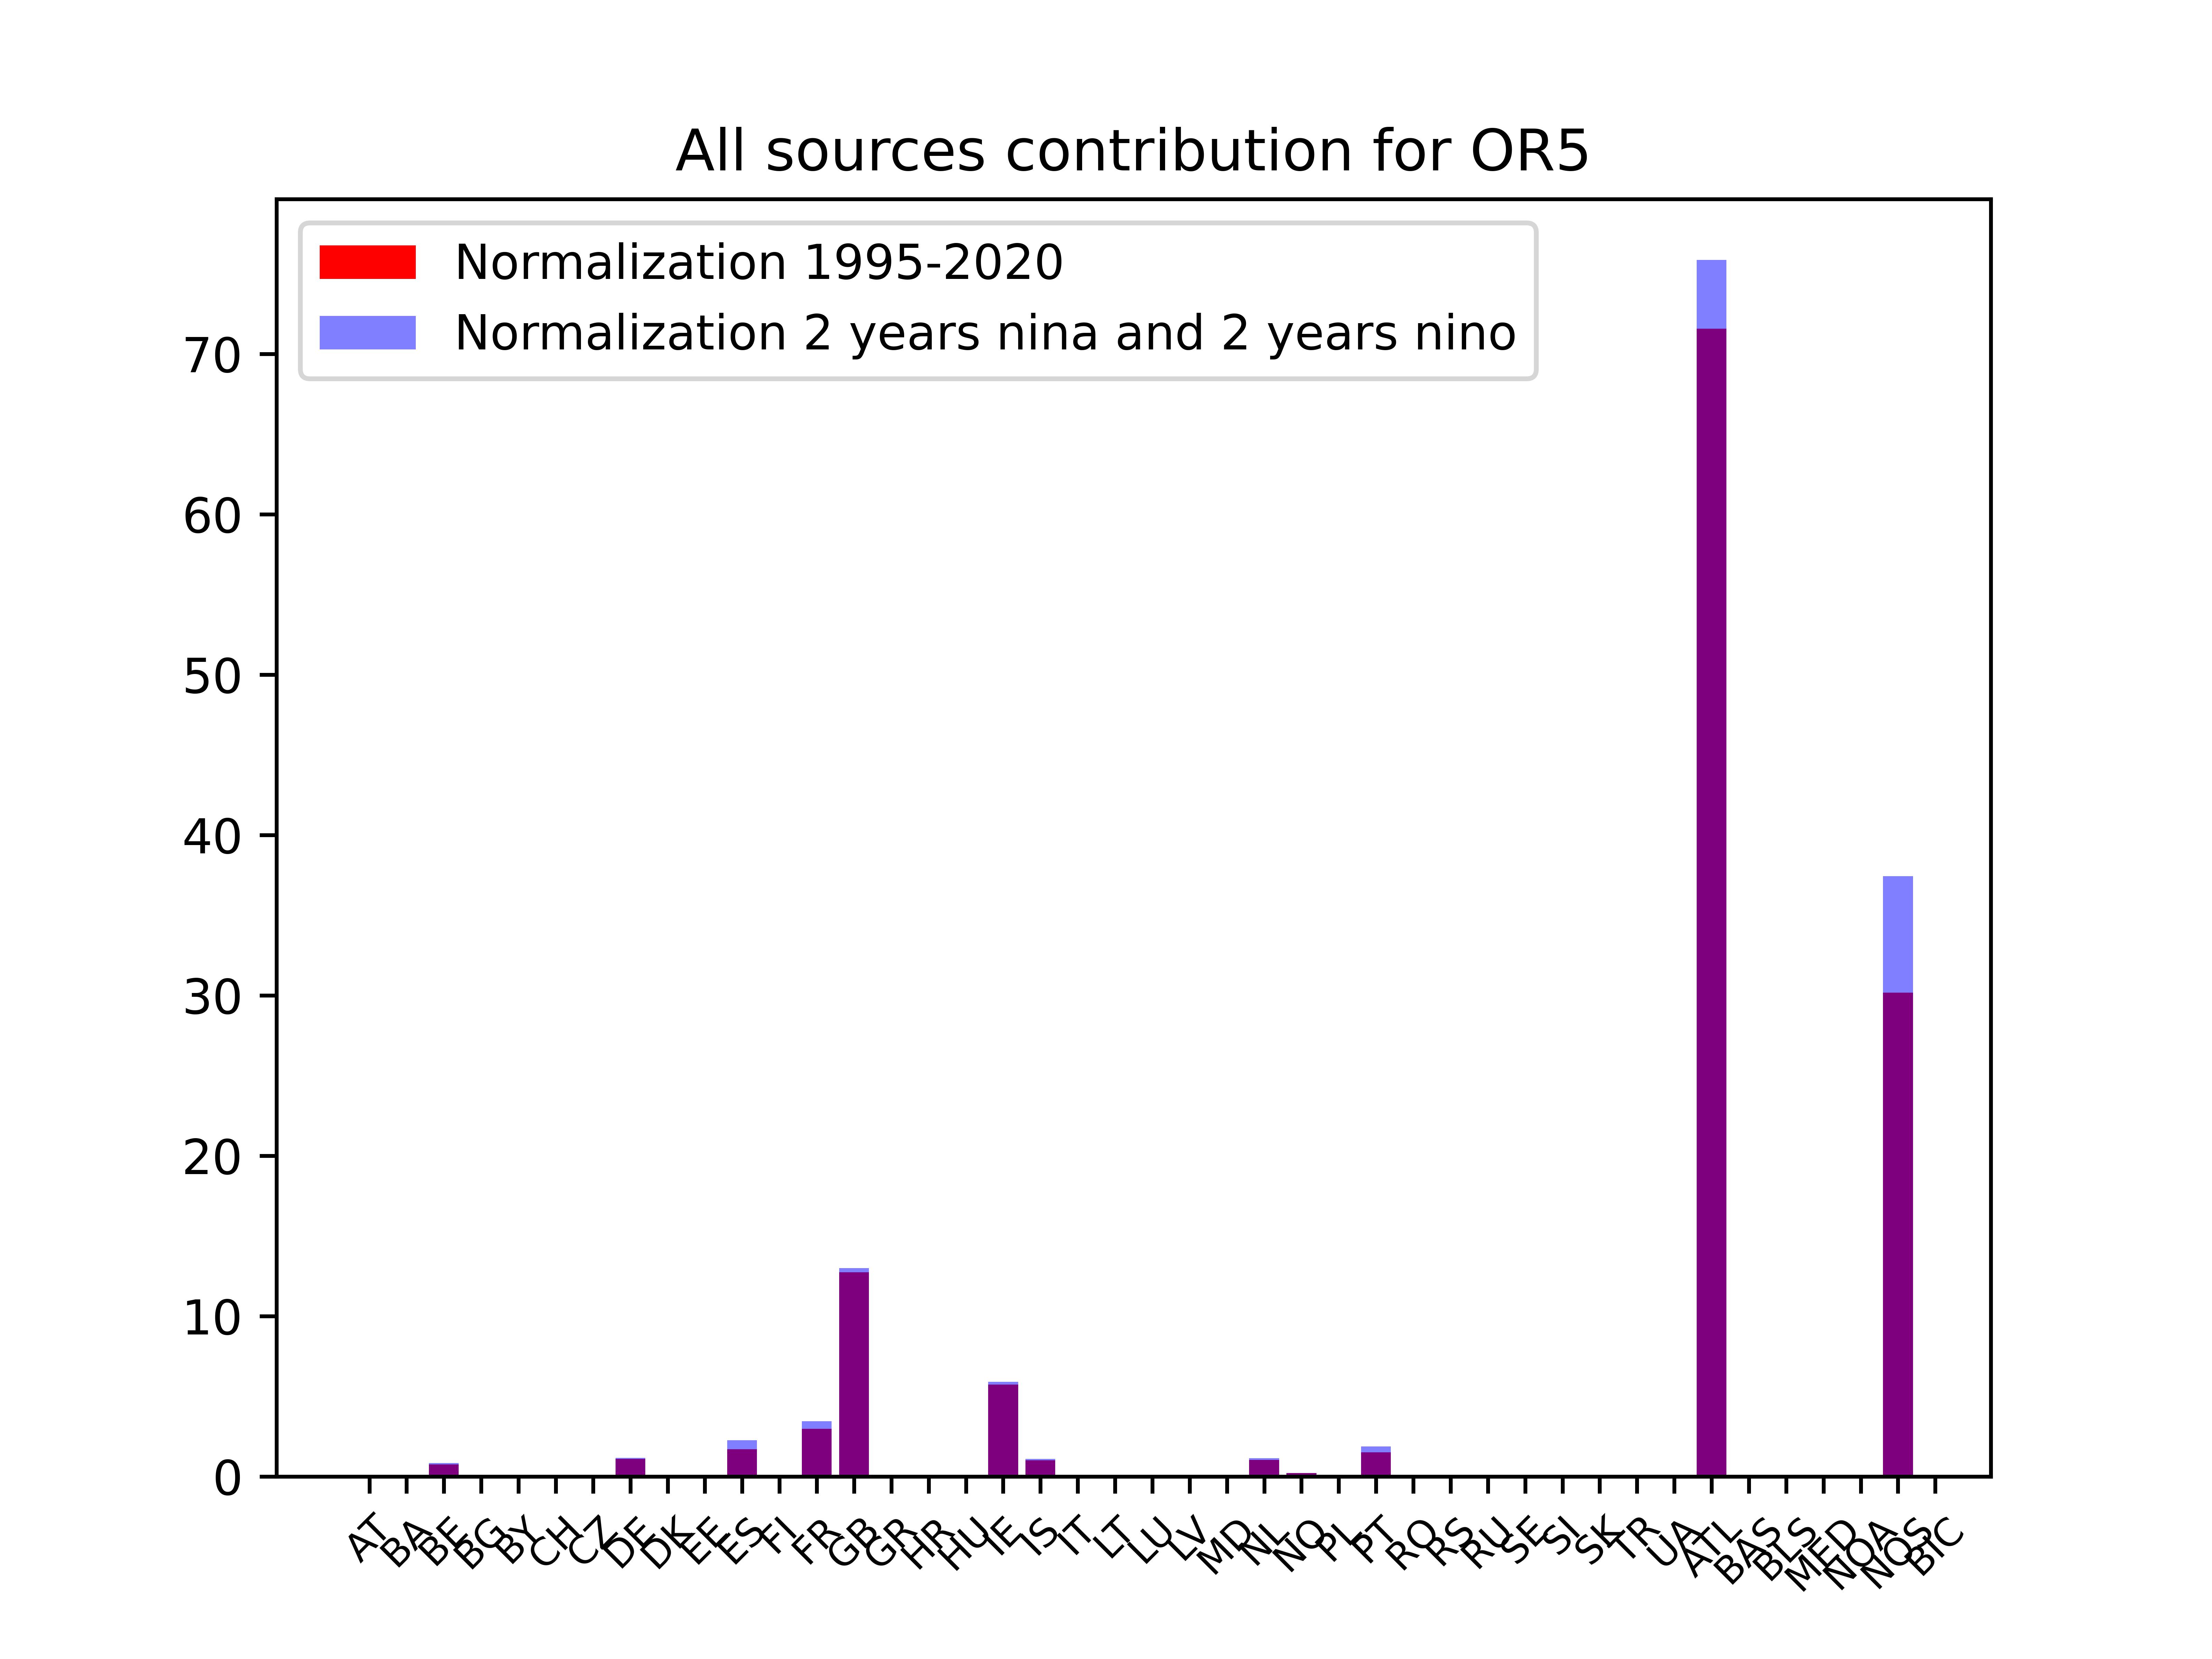 All sources contribution for OR5
Normalization 1995-2020
Normalization 2 years nina and 2 years nino
70
60
50
40
30
20
10
0
AT BA BE BG BY CH CZ DE DK EE ES FI FR GB GR HR HU IE IS IT LT LU LV MD NL NO PL PT RO RS RU SE SI SK TR UA ATL BAS BLS MED NOA NOS BIC